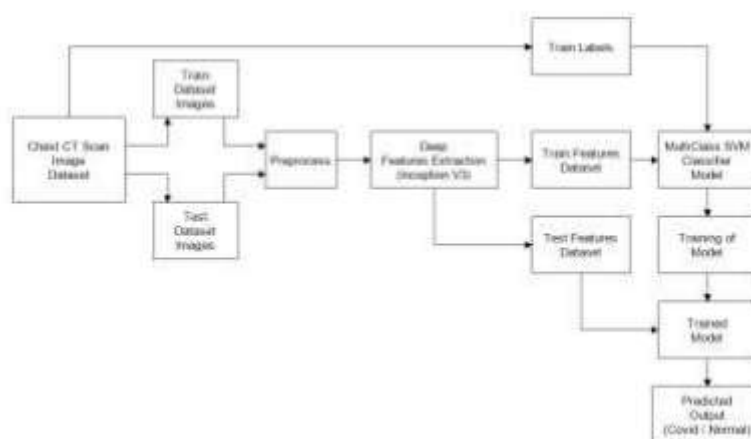 Train Labels
Train
Dataset
Images
Chest CT Scan
Image
Dataset
Preprocess
Deep
Features Extraction
(Inception V3)
Train Features
Dataset
MultiClass SVM
Classifier
Model
Test
Dataset
Images
Test Features
Dataset
Training of
Model
Trained
Model
Predicted
Output
(Covid / Normal)